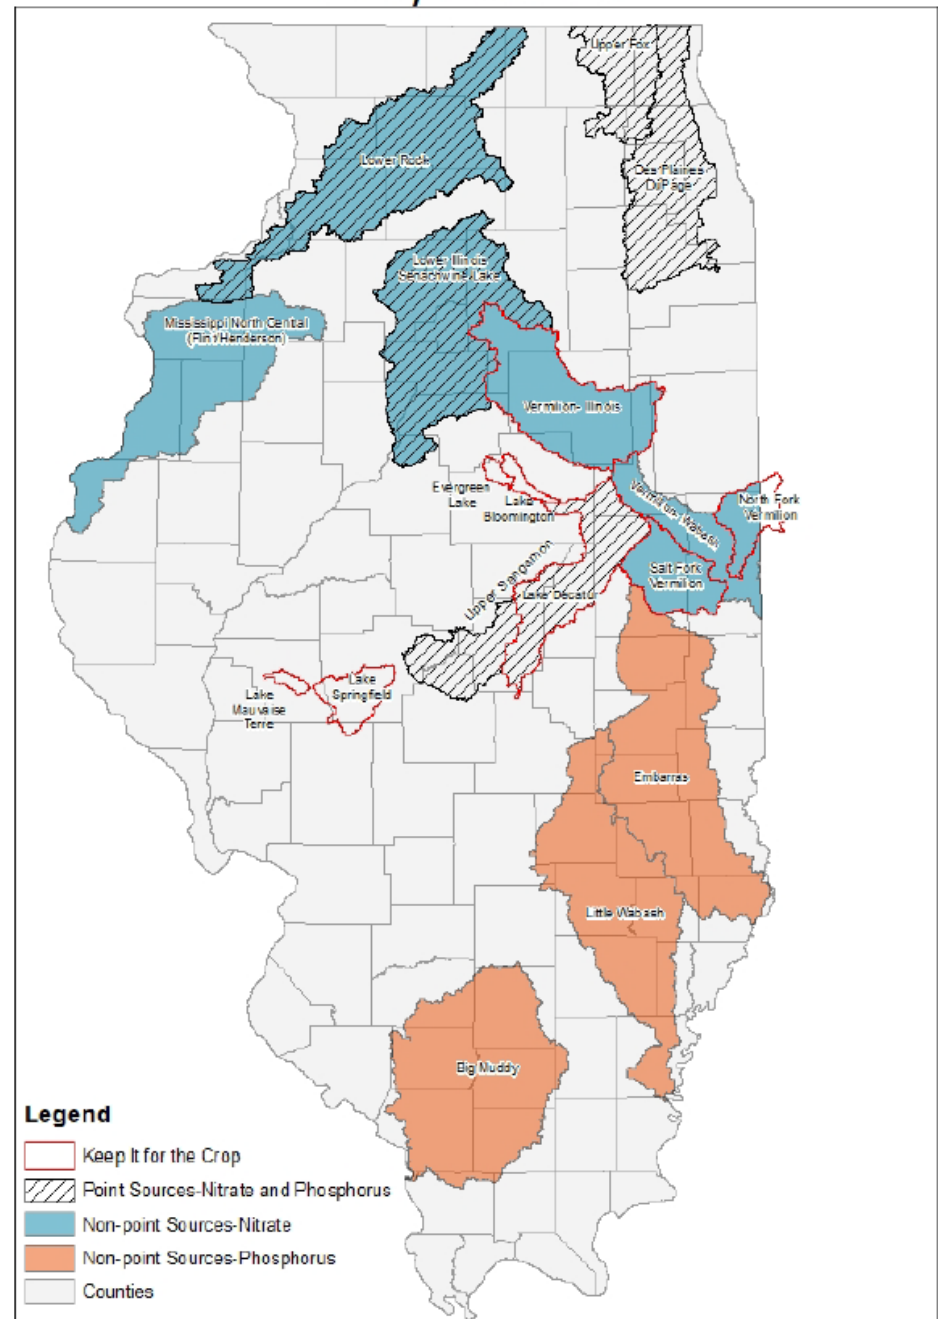 Upper Fox
Lower Rock
Des Plaines
DuPage
Lower Illinois
Senachwine Lake
Mississippi North Central
(Flint/Henderson)
Vermilion- Illinois
Evergreen
Lake
Lake
Bloomington
Vermilion-Wabash
North Fork
Vermilion
Salt Fork
Vermilion
Upper Sangamon
Lake Decatur
Lake
Springfield
Lake
Mauvaise
Terre
Embarras
Little Wabash
Big Muddy
Legend
Keep It for the Crop
Point Sources-Nitrate and Phosphorus
Non-point Sources-Nitrate
Non-point Sources-Phosphorus
Counties